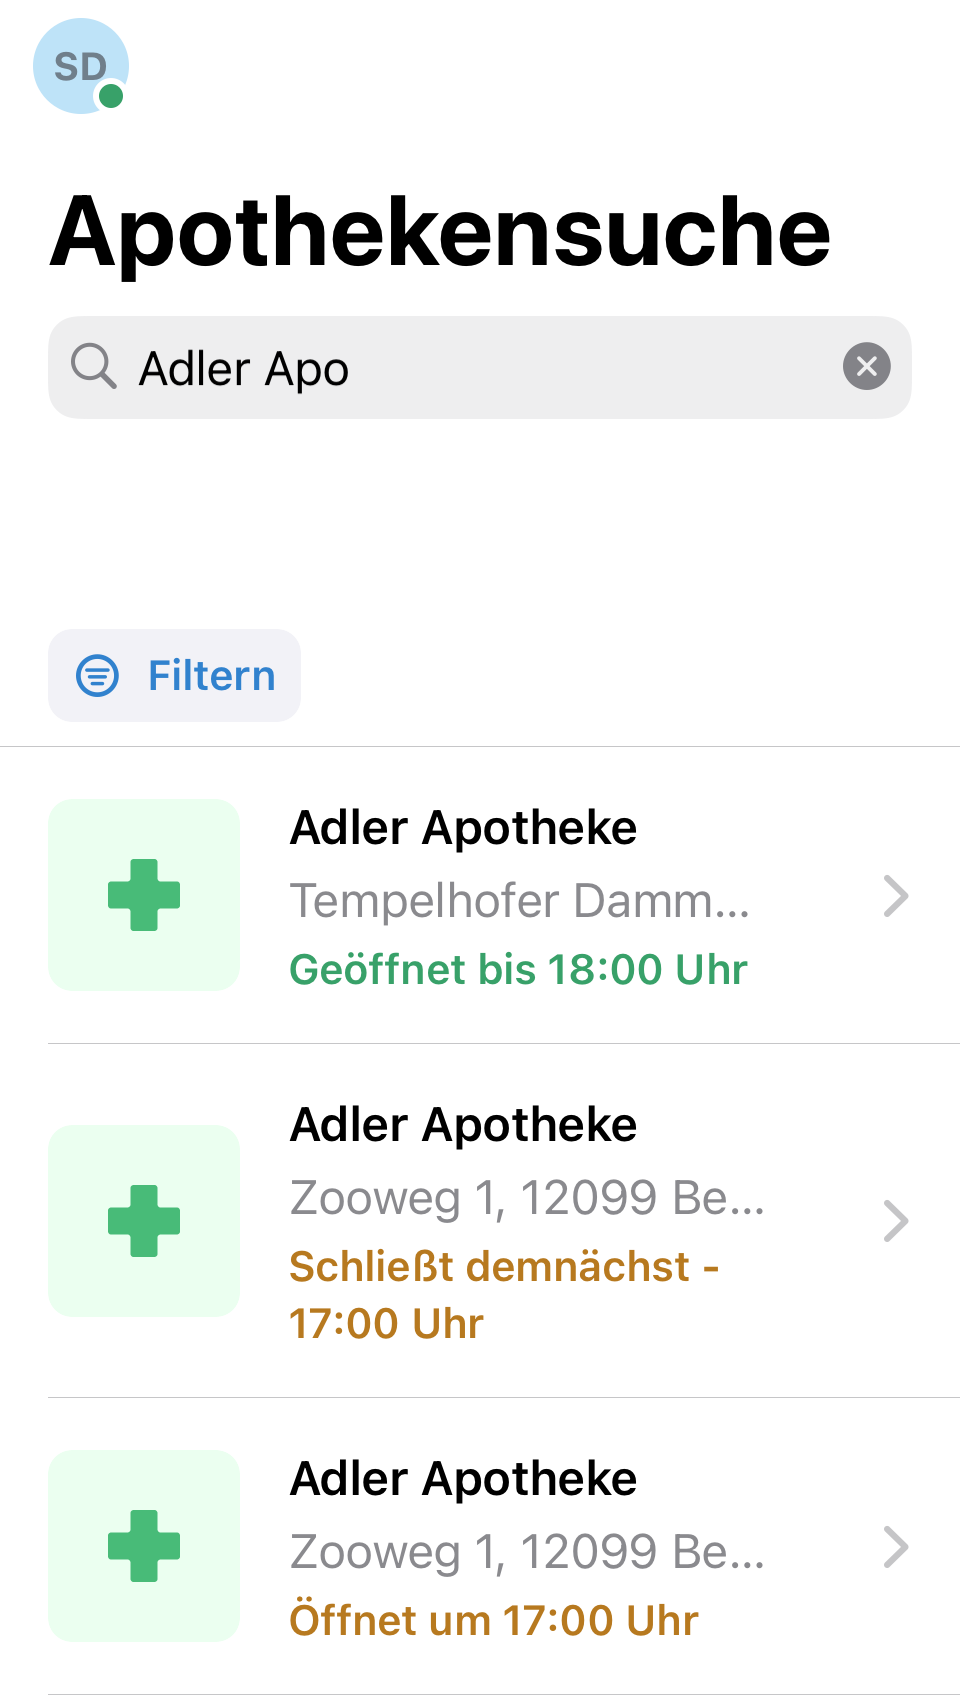 SD
Apothekensuche
Adler Apo
Filtern
Adler Apotheke
Tempelhofer Damm...
Geöffnet bis 18:00 Uhr
Adler Apotheke
Zooweg 1, 12099 Be...
Schließt demnächst -
17:00 Uhr
Adler Apotheke
Zooweg 1, 12099 Be...
Öffnet um 17:00 Uhr